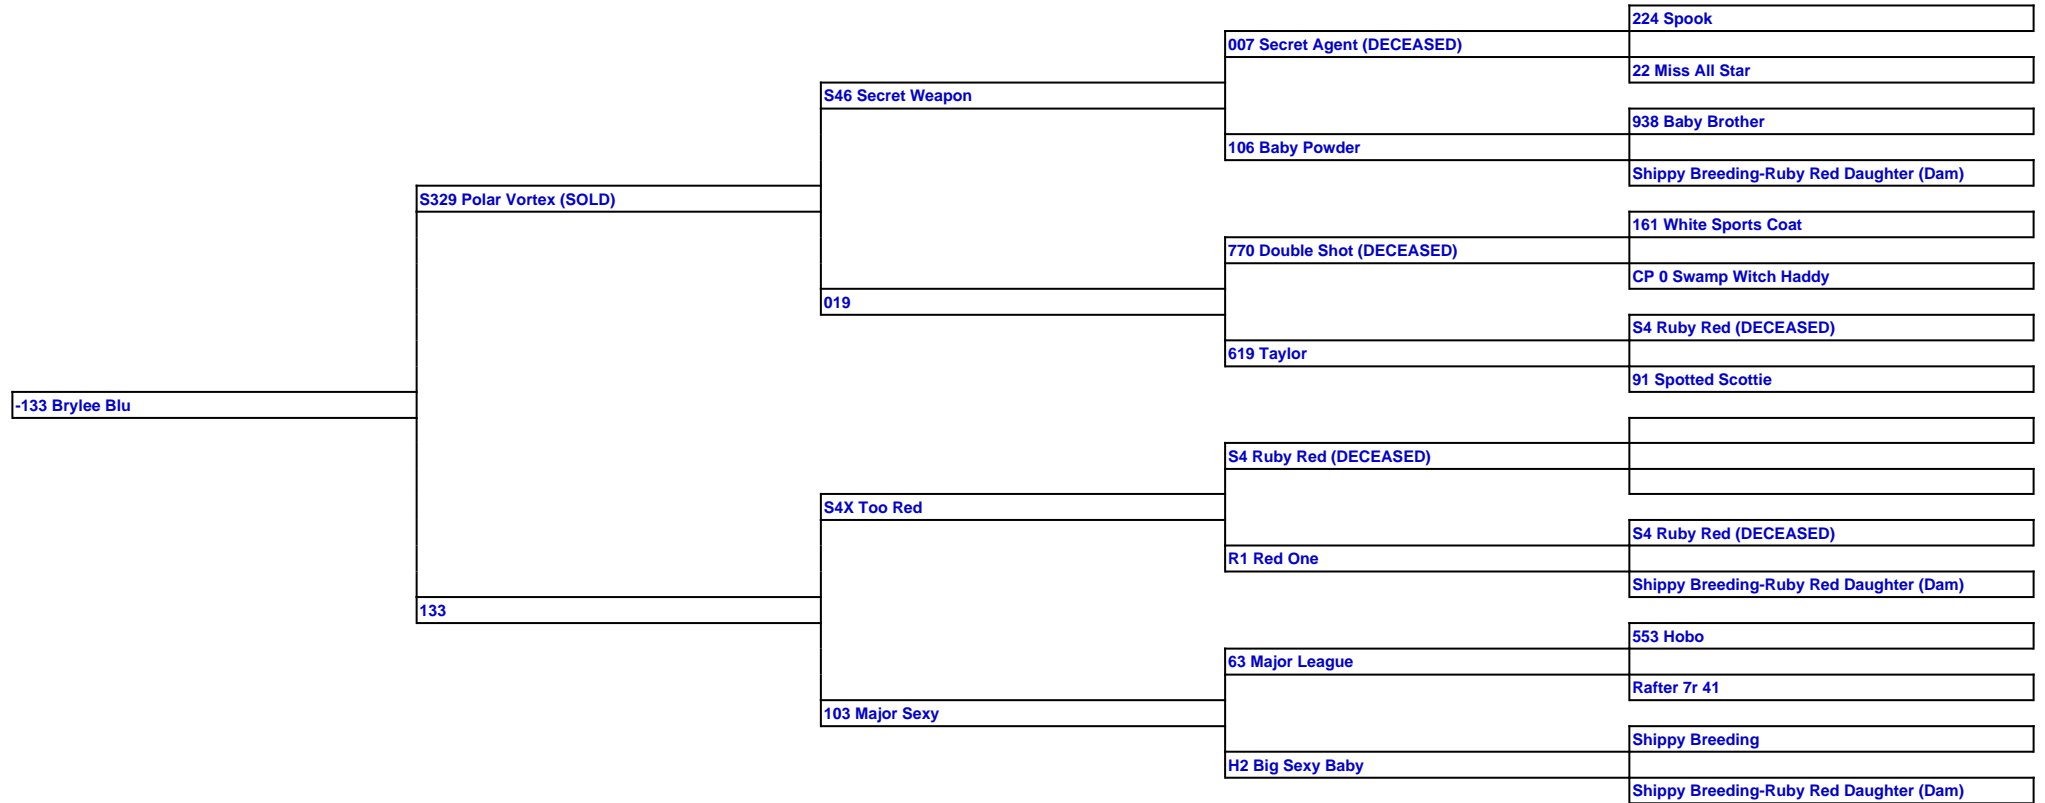 224 Spook
007 Secret Agent (DECEASED)
22 Miss All Star
S46 Secret Weapon
938 Baby Brother
106 Baby Powder
Shippy Breeding-Ruby Red Daughter (Dam)
S329 Polar Vortex (SOLD)
161 White Sports Coat
770 Double Shot (DECEASED)
CP 0 Swamp Witch Haddy
019
S4 Ruby Red (DECEASED)
619 Taylor
91 Spotted Scottie
-133 Brylee Blu
S4 Ruby Red (DECEASED)
S4X Too Red
S4 Ruby Red (DECEASED)
R1 Red One
Shippy Breeding-Ruby Red Daughter (Dam)
133
553 Hobo
63 Major League
Rafter 7r 41
103 Major Sexy
Shippy Breeding
H2 Big Sexy Baby
Shippy Breeding-Ruby Red Daughter (Dam)